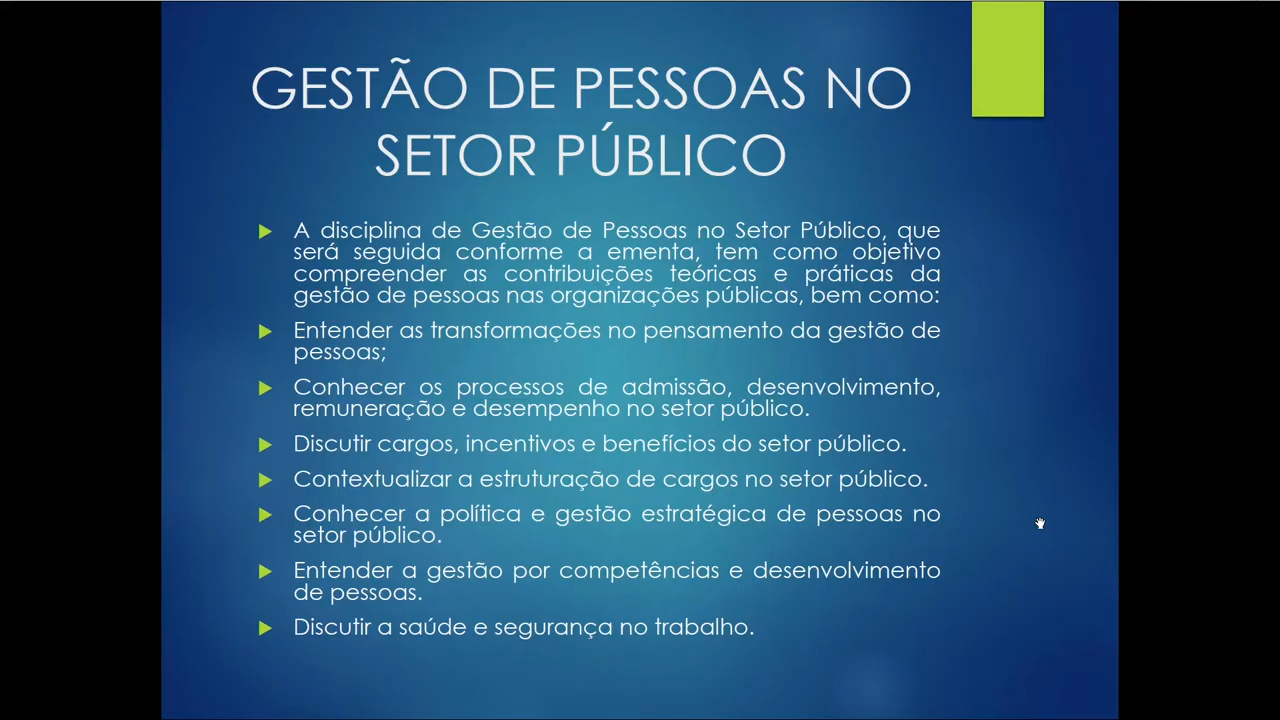 GESTÃO DE PESSOAS NO
SETOR PÚBLICO
A disciplina de Gestão de Pessoas no Setor Público, que
será seguida conforme a ementa, tem como objetivo
compreender as contribuições teóricas e práticas da
gestão de pessoas nas organizações públicas, bem como:
Entender as transformações no pensamento da gestão de
pessoas;
Conhecer os processos de admissão, desenvolvimento,
remuneração e desempenho no setor público.
Discutir cargos, incentivos e benefícios do setor público.
Contextualizar a estruturação de cargos no setor público.
Conhecer a política e gestão estratégica de pessoas no
setor público.
Entender a gestão por competências e desenvolvimento
de pessoas.
Discutir a saúde e segurança no trabalho.